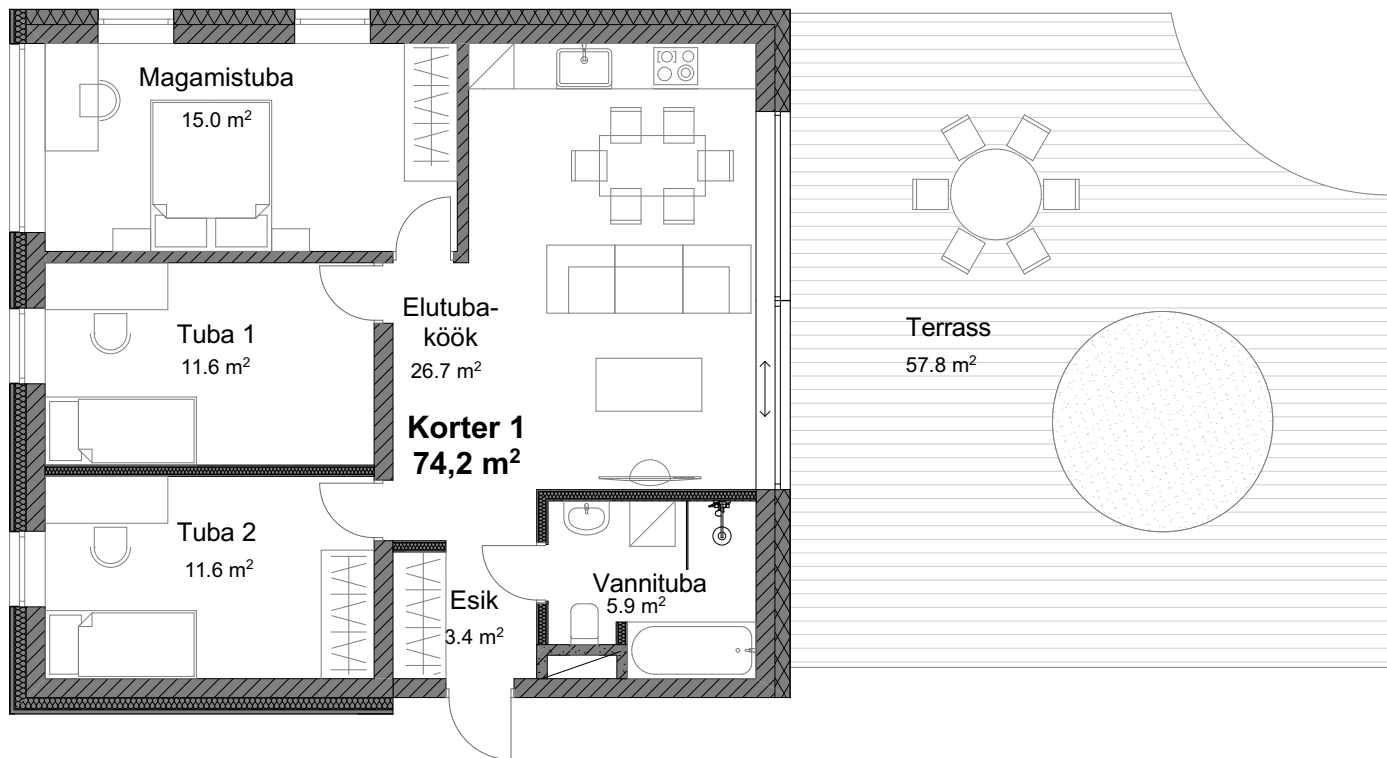 Magamistuba
15.0 m²
Tuba 1
11.6 m²
Elutuba-
köök
26.7 m²
Korter 1
74,2 m²
Terrass
57.8 m²
Tuba 2
11.6 m²
Esik
3.4 m²
Vannituba
5.9 m²